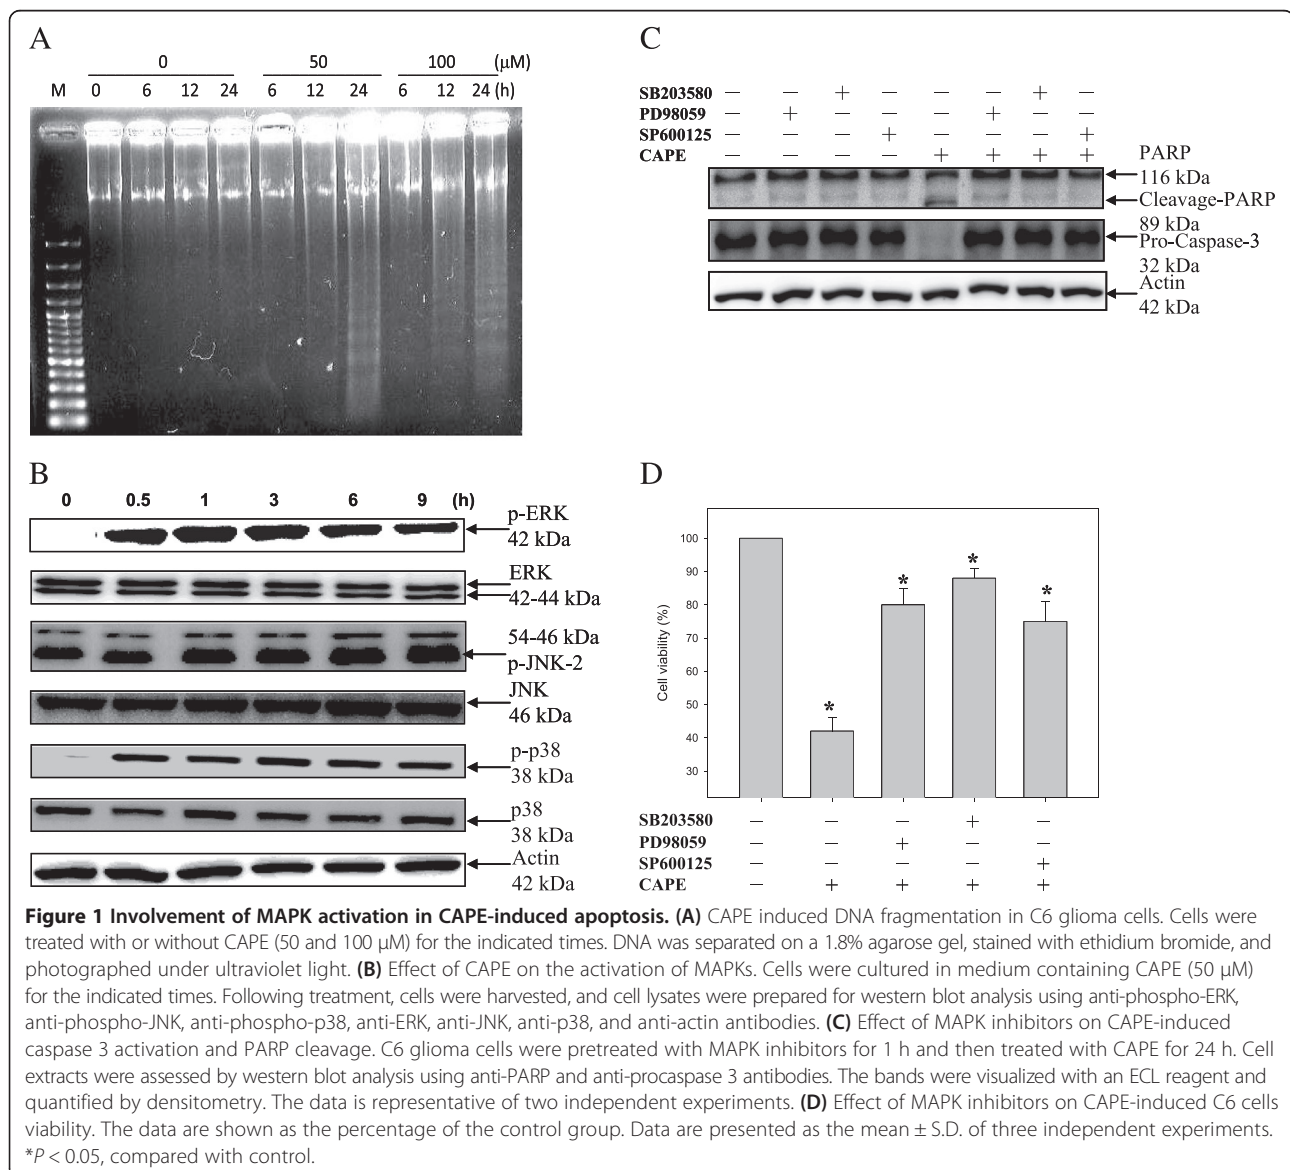 A
0 50 100 (μM)
M 0 6 12 24 6 12 24 6 12 24 (h)
C
SB203580 – – + – – – + –
PD98059 – + – – – + – –
SP600125 – – – + – – – +
CAPE – – – – + + + +
PARP
116 kDa
Cleavage-PARP
89 kDa
Pro-Caspase-3
32 kDa
Actin
42 kDa
B
0 0.5 1 3 6 9 (h)
p-ERK
42 kDa
ERK
42-44 kDa
54-46 kDa
p-JNK-2
JNK
46 kDa
p-p38
38 kDa
p38
38 kDa
Actin
42 kDa
D
Cell viability (%)
100
90
80
70
60
50
40
30
* * * *
SB203580 – – – + –
PD98059 – – + – –
SP600125 – – – – +
CAPE – + + + +
Figure 1 Involvement of MAPK activation in CAPE-induced apoptosis. (A) CAPE induced DNA fragmentation in C6 glioma cells. Cells were
treated with or without CAPE (50 and 100 μM) for the indicated times. DNA was separated on a 1.8% agarose gel, stained with ethidium bromide, and
photographed under ultraviolet light. (B) Effect of CAPE on the activation of MAPKs. Cells were cultured in medium containing CAPE (50 μM)
for the indicated times. Following treatment, cells were harvested, and cell lysates were prepared for western blot analysis using anti-phospho-ERK,
anti-phospho-JNK, anti-phospho-p38, anti-ERK, anti-JNK, anti-p38, and anti-actin antibodies. (C) Effect of MAPK inhibitors on CAPE-induced
caspase 3 activation and PARP cleavage. C6 glioma cells were pretreated with MAPK inhibitors for 1 h and then treated with CAPE for 24 h. Cell
extracts were assessed by western blot analysis using anti-PARP and anti-procaspase 3 antibodies. The bands were visualized with an ECL reagent and
quantified by densitometry. The data is representative of two independent experiments. (D) Effect of MAPK inhibitors on CAPE-induced C6 cells
viability. The data are shown as the percentage of the control group. Data are presented as the mean ± S.D. of three independent experiments.
*P < 0.05, compared with control.